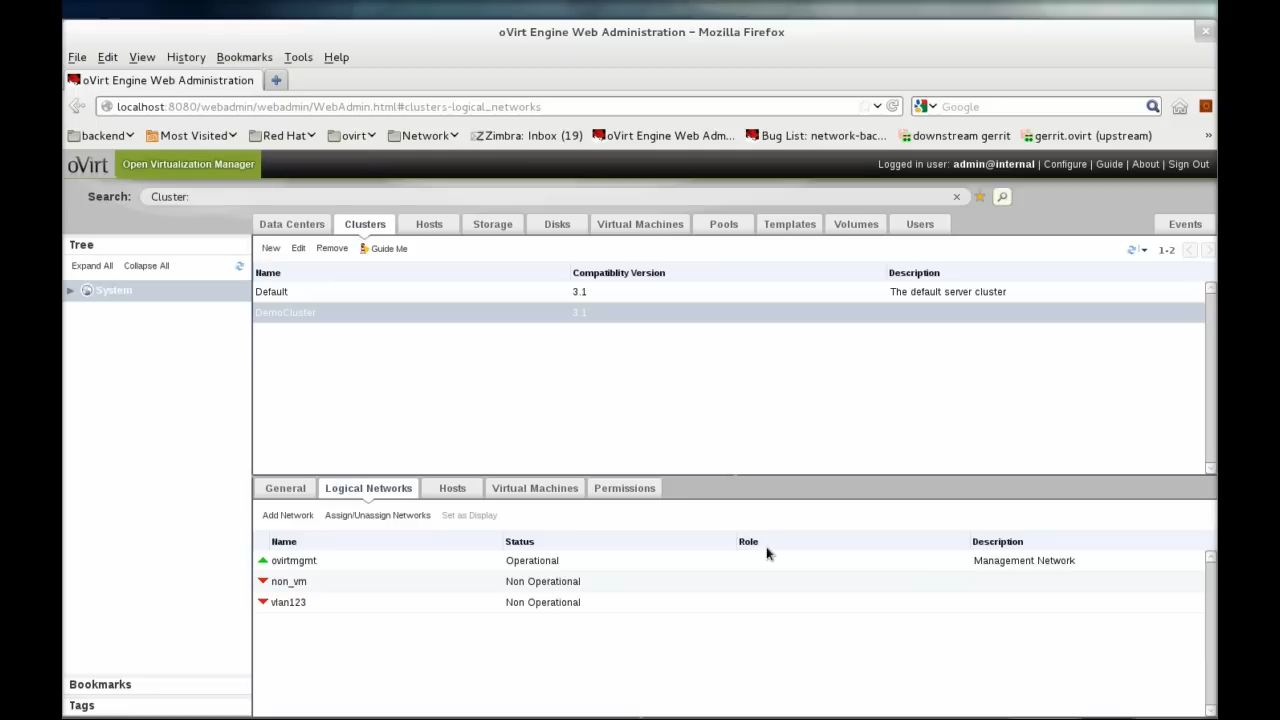 oVirt Engine Web Administration – Mozilla Firefox
File Edit View History Bookmarks Tools Help
oVirt Engine Web Administration
localhost:8080/webadmin/webadmin/WebAdmin.html#clusters-logical_networks Google
backend Most Visited Red Hat ovirt Network Zimbra: Inbox (19) oVirt Engine Web Adm... Bug List: network-bac... downstream gerrit gerrit.ovirt (upstream) »
oVirt Open Virtualization Manager Logged in user: admin@internal | Configure | Guide | About | Sign Out
Search: Cluster:
Data Centers Clusters Hosts Storage Disks Virtual Machines Pools Templates Volumes Users Events
Tree
Expand All Collapse All
System
New Edit Remove Guide Me 1-2
Name Compatiblity Version Description
Default 3.1 The default server cluster
DemoCluster 3.1
General Logical Networks Hosts Virtual Machines Permissions
Add Network Assign/Unassign Networks Set as Display
Name Status Role Description
ovirtmgmt Operational Management Network
non_vm Non Operational
vlan123 Non Operational
Bookmarks
Tags